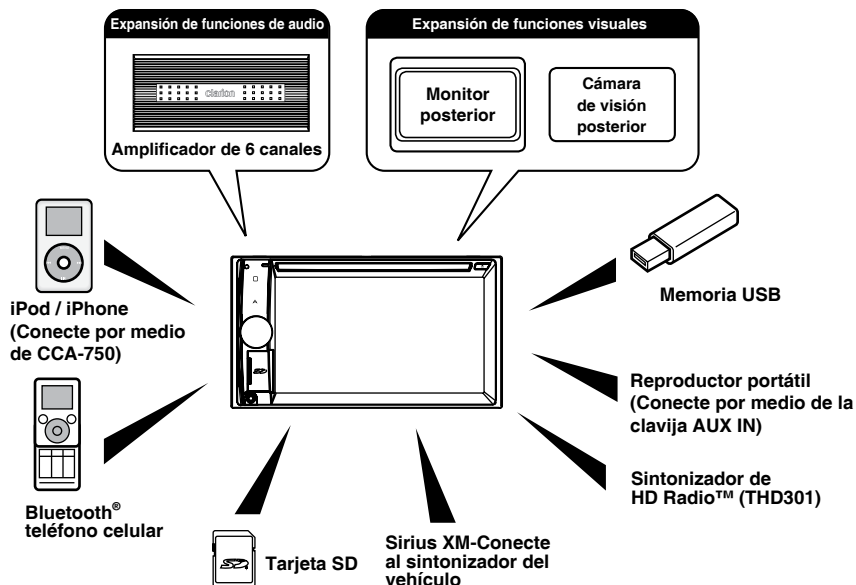 Expansión de funciones de audio
clarion
Amplificador de 6 canales
Expansión de funciones visuales
Monitor
posterior
Cámara
de visión
posterior
iPod / iPhone
(Conecte por medio
de CCA-750)
Bluetooth®
teléfono celular
Tarjeta SD
Sirius XM-Conecte
al sintonizador del
vehículo
Memoria USB
Reproductor portátil
(Conecte por medio de la
clavija AUX IN)
Sintonizador de
HD Radio™ (THD301)
SD
SD